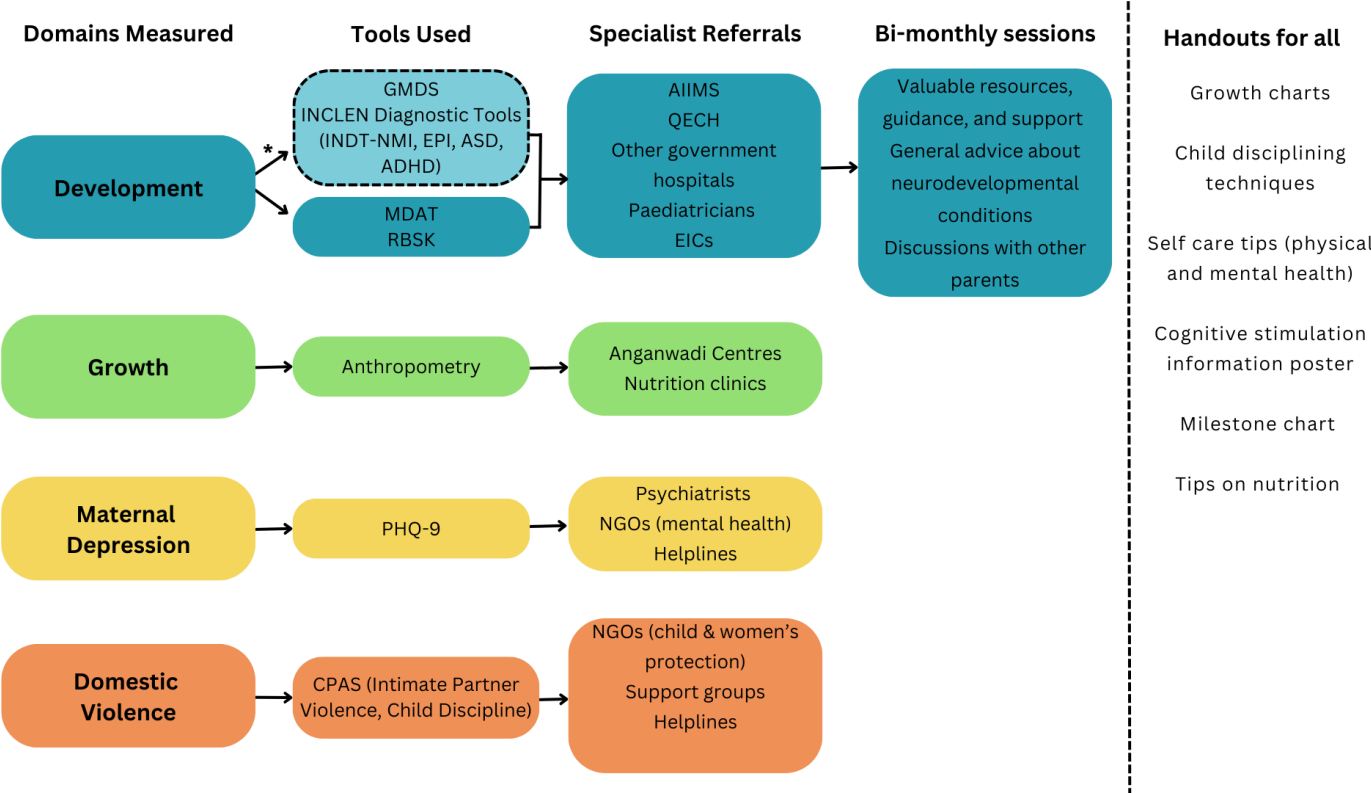 Domains Measured
Tools Used
Specialist Referrals
Bi-monthly sessions
Handouts for all
Development
*
GMDS
INCLEN Diagnostic Tools
(INDT-NMI, EPI, ASD,
ADHD)
MDAT
RBSK
AIIMS
QECH
Other government
hospitals
Paediatricians
EICs
Valuable resources,
guidance, and support
General advice about
neurodevelopmental
conditions
Discussions with other
parents
Growth
Anthropometry
Anganwadi Centres
Nutrition clinics
Maternal
Depression
PHQ-9
Psychiatrists
NGOs (mental health)
Helplines
Domestic
Violence
CPAS (Intimate Partner
Violence, Child Discipline)
NGOs (child & women’s
protection)
Support groups
Helplines
Growth charts
Child disciplining
techniques
Self care tips (physical
and mental health)
Cognitive stimulation
information poster
Milestone chart
Tips on nutrition